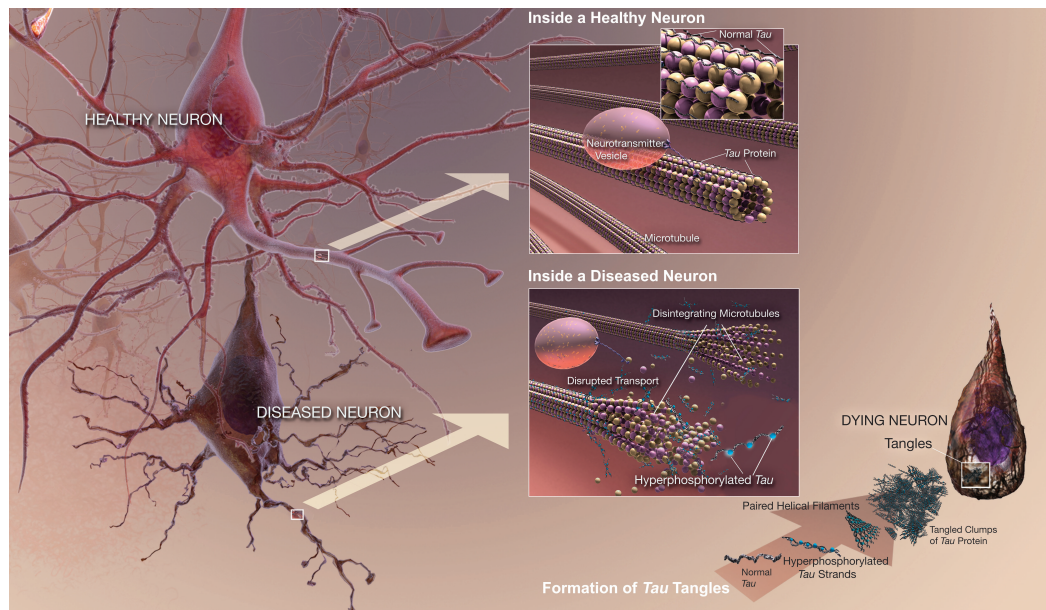 Inside a Healthy Neuron
Normal Tau
HEALTHY NEURON
Neurotransmitter
Vesicle
Tau Protein
Microtubule
Inside a Diseased Neuron
Disintegrating Microtubules
Disrupted Transport
DISEASED NEURON
Hyperphosphorylated Tau
DYING NEURON
Tangles
Paired Helical Filaments
Tangled Clumps
of Tau Protein
Hyperphosphorylated
Tau Strands
Normal
Tau
Formation of Tau Tangles